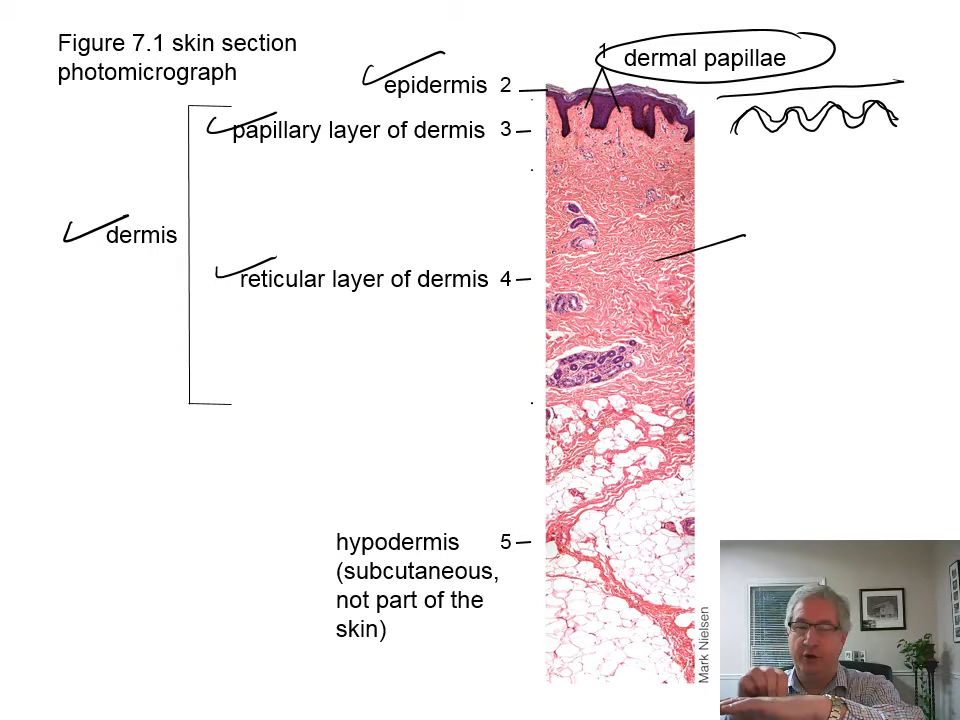 Figure 7.1 skin section
photomicrograph
1 dermal papillae
epidermis 2
papillary layer of dermis 3
dermis
reticular layer of dermis 4
hypodermis 5
(subcutaneous,
not part of the
skin)
Mark Nielsen